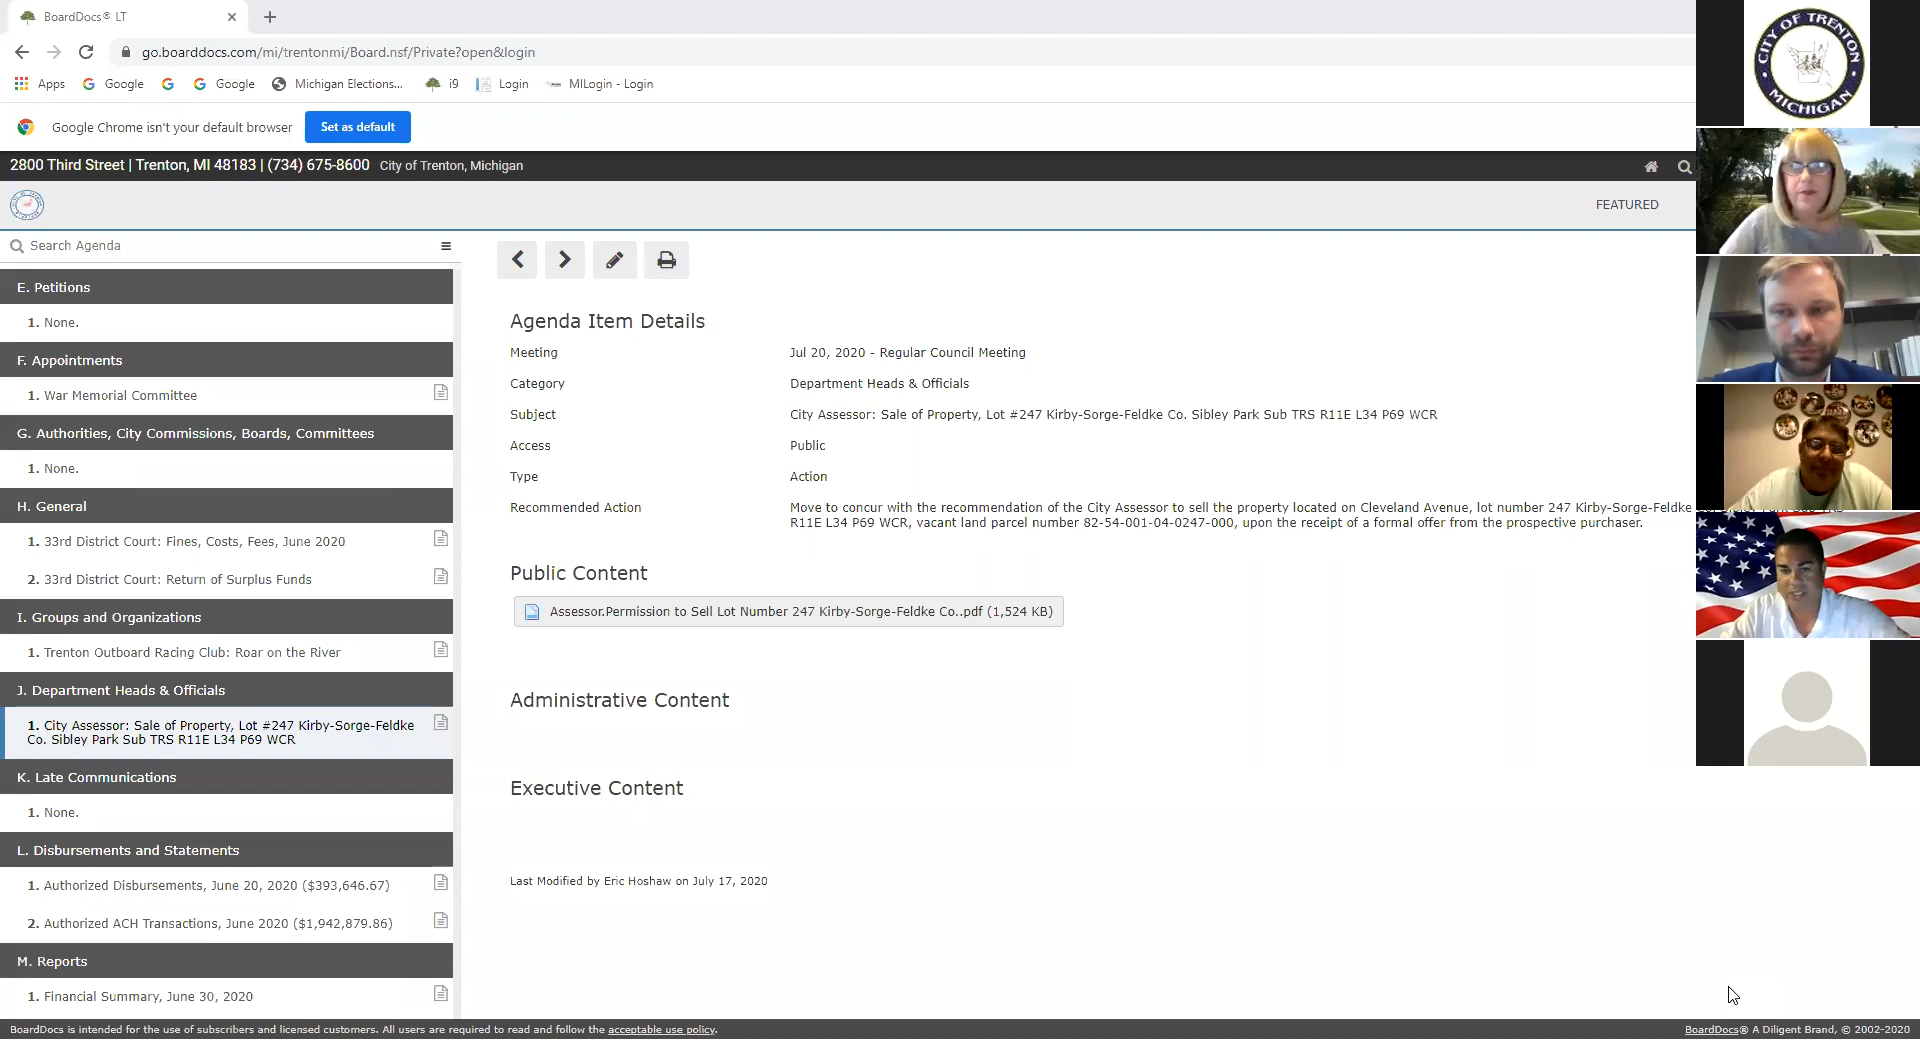 BoardDocs® LT
go.boarddocs.com/mi/trentonmi/Board.nsf/Private?open&login
Apps Google Google Michigan Elections... i9 Login MILogin - Login
Google Chrome isn't your default browser Set as default
2800 Third Street | Trenton, MI 48183 | (734) 675-8600 City of Trenton, Michigan
FEATURED
Search Agenda
E. Petitions
1. None.
F. Appointments
1. War Memorial Committee
G. Authorities, City Commissions, Boards, Committees
1. None.
H. General
1. 33rd District Court: Fines, Costs, Fees, June 2020
2. 33rd District Court: Return of Surplus Funds
I. Groups and Organizations
1. Trenton Outboard Racing Club: Roar on the River
J. Department Heads & Officials
1. City Assessor: Sale of Property, Lot #247 Kirby-Sorge-Feldke
Co. Sibley Park Sub TRS R11E L34 P69 WCR
K. Late Communications
1. None.
L. Disbursements and Statements
1. Authorized Disbursements, June 20, 2020 ($393,646.67)
2. Authorized ACH Transactions, June 2020 ($1,942,879.86)
M. Reports
1. Financial Summary, June 30, 2020
Agenda Item Details
Meeting Jul 20, 2020 - Regular Council Meeting
Category Department Heads & Officials
Subject City Assessor: Sale of Property, Lot #247 Kirby-Sorge-Feldke Co. Sibley Park Sub TRS R11E L34 P69 WCR
Access Public
Type Action
Recommended Action Move to concur with the recommendation of the City Assessor to sell the property located on Cleveland Avenue, lot number 247 Kirby-Sorge-Feldke
R11E L34 P69 WCR, vacant land parcel number 82-54-001-04-0247-000, upon the receipt of a formal offer from the prospective purchaser.
Public Content
Assessor.Permission to Sell Lot Number 247 Kirby-Sorge-Feldke Co..pdf (1,524 KB)
Administrative Content
Executive Content
Last Modified by Eric Hoshaw on July 17, 2020
CITY OF TRENTON
MICHIGAN
BoardDocs is intended for the use of subscribers and licensed customers. All users are required to read and follow the acceptable use policy.
BoardDocs® A Diligent Brand, © 2002-2020